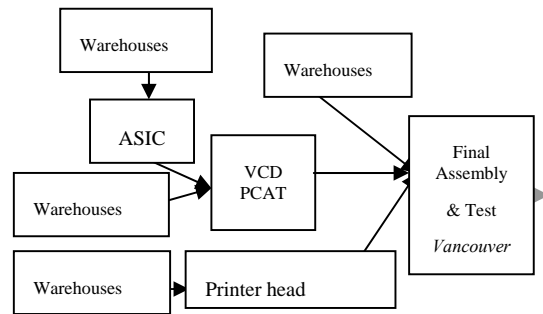 Warehouses
Warehouses
ASIC
VCD
PCAT
Final
Assembly
& Test
Vancouver
Warehouses
Warehouses
Printer head